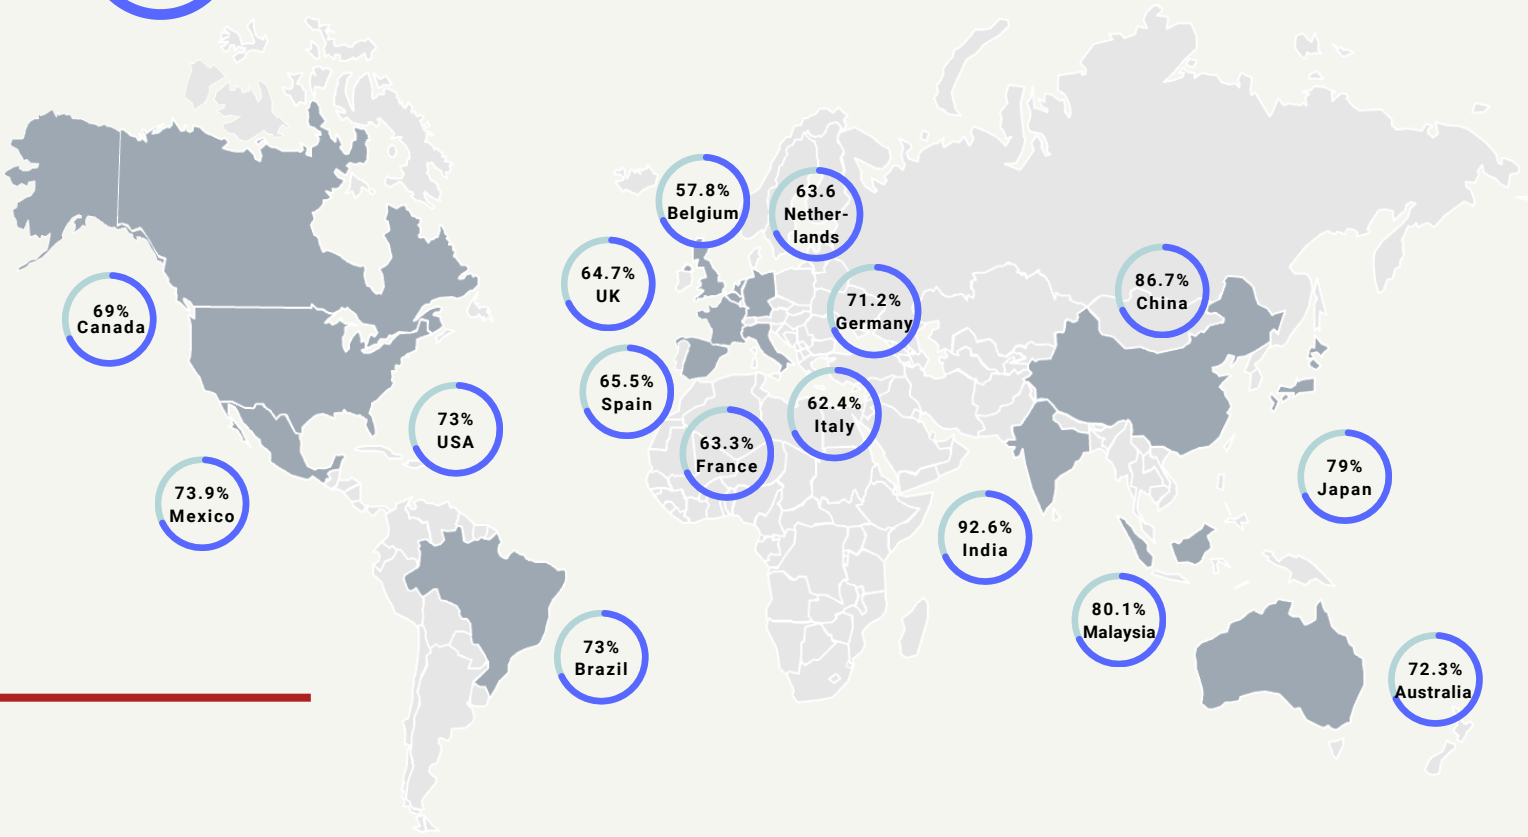 57.8%
Belgium
63.6
Nether-
lands
64.7%
UK
86.7%
China
69%
Canada
71.2%
Germany
65.5%
Spain
62.4%
Italy
73%
USA
63.3%
France
79%
Japan
73.9%
Mexico
92.6%
India
80.1%
Malaysia
73%
Brazil
72.3%
Australia